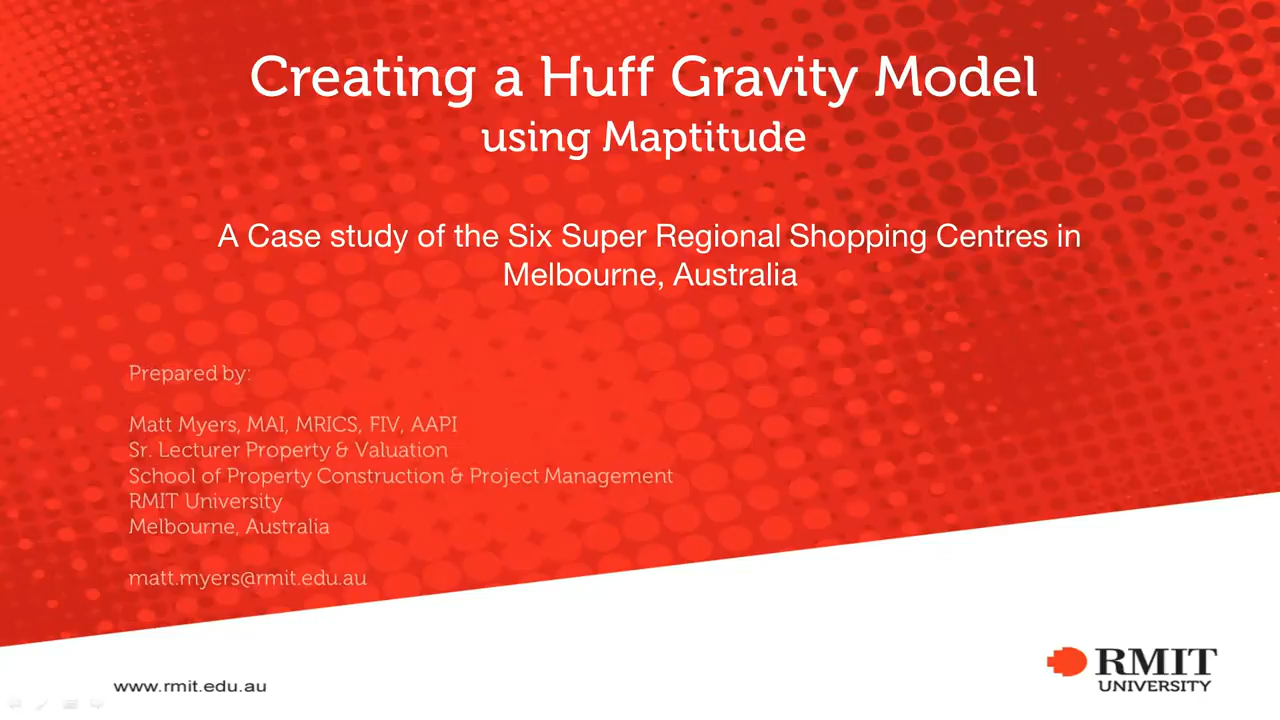 Creating a Huff Gravity Model
using Maptitude
A Case study of the Six Super Regional Shopping Centres in
Melbourne, Australia
Prepared by:
Matt Myers, MAI, MRICS, FIV, AAPI
Sr. Lecturer Property & Valuation
School of Property Construction & Project Management
RMIT University
Melbourne, Australia
matt.myers@rmit.edu.au
www.rmit.edu.au
RMIT
UNIVERSITY